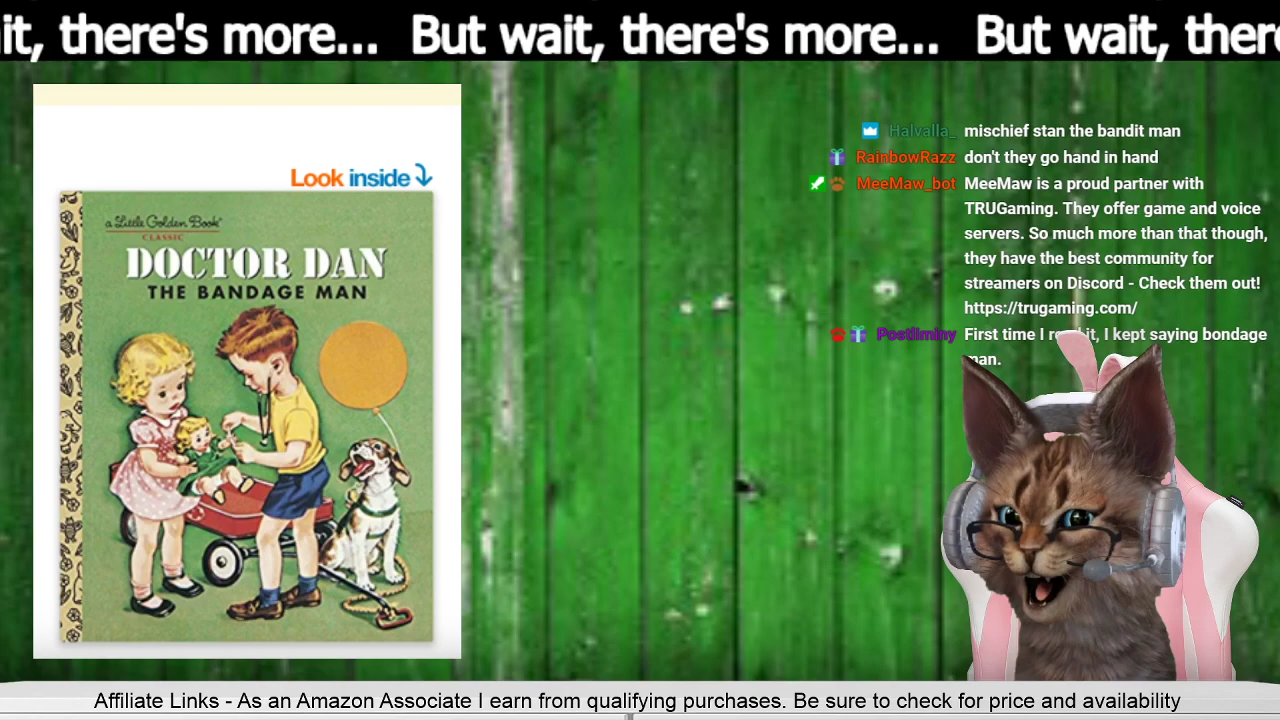 it, there's more... But wait, there's more... But wait, there
Look inside
a Little Golden Book
CLASSIC
DOCTOR DAN
THE BANDAGE MAN
Halvalla_ mischief stan the bandit man
RainbowRazz don't they go hand in hand
MeeMaw_bot MeeMaw is a proud partner with
TRUGaming. They offer game and voice
servers. So much more than that though,
they have the best community for
streamers on Discord - Check them out!
https://trugaming.com/
Postliminy First time I it, I kept saying bondage
man.
Affiliate Links - As an Amazon Associate I earn from qualifying purchases. Be sure to check for price and availability